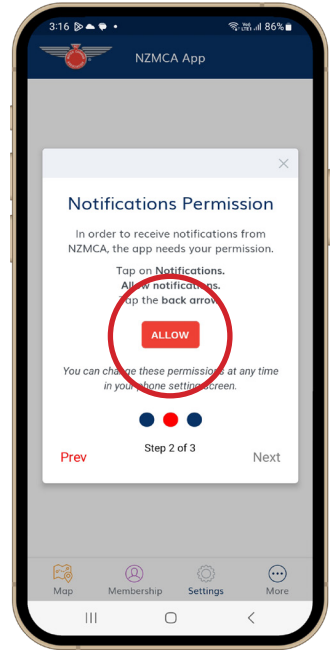 3:16 86%
NZMCA App
Notifications Permission
In order to receive notifications from
NZMCA, the app needs your permission.
Tap on Notifications.
Allow notifications.
Tap the back arrow.
ALLOW
You can change these permissions at any time
in your phone setting screen.
Step 2 of 3
Prev Next
Map Membership Settings More